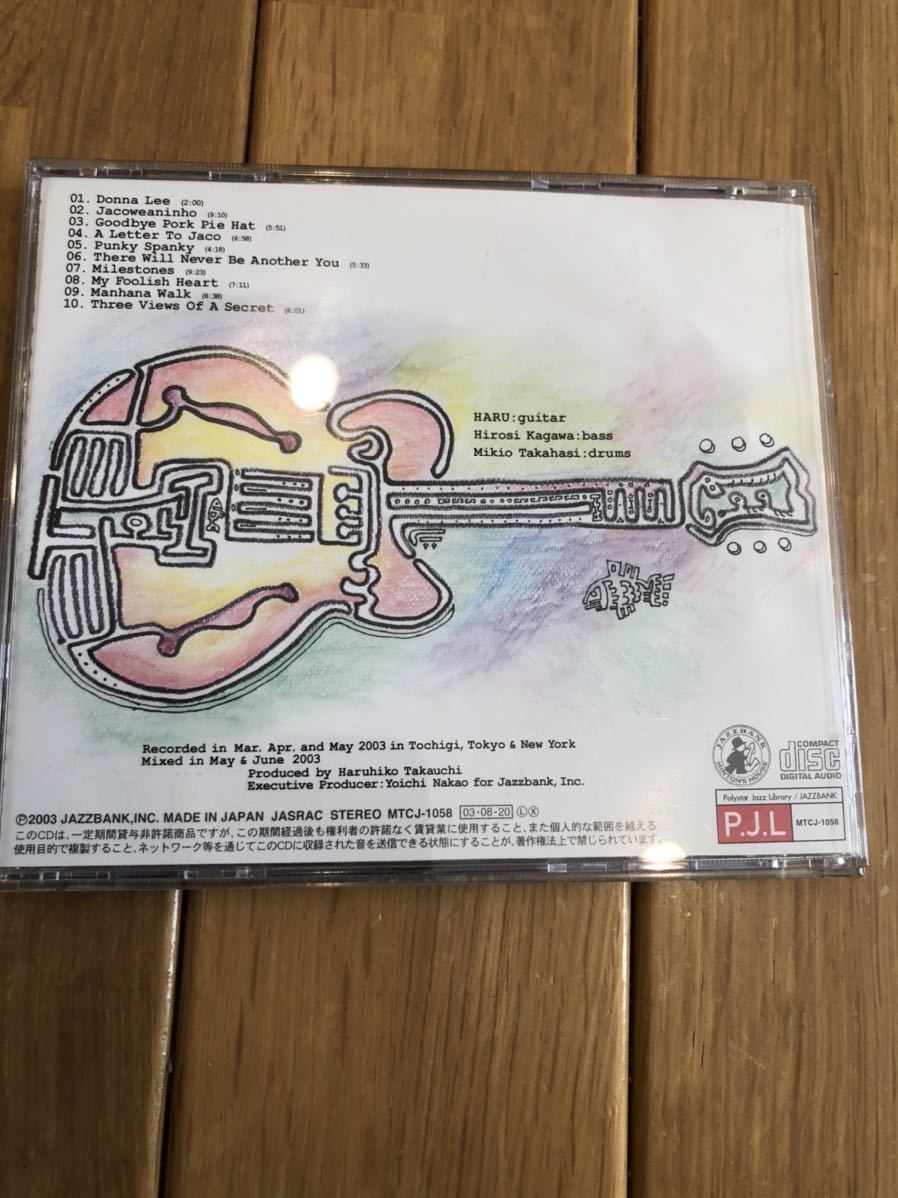 01. Donna Lee (2:00)
02. Jacoweaninho (9:10)
03. Goodbye Pork Pie Hat (5:51)
04. A Letter To Jaco (6:58)
05. Punky Spanky (4:18)
06. There Will Never Be Another You (5:33)
07. Milestones (9:23)
08. My Foolish Heart (7:11)
09. Manhana Walk (8:38)
10. Three Views Of A Secret (6:01)
HARU:guitar
Hirosi Kagawa:bass
Mikio Takahasi:drums
Recorded in Mar. Apr. and May 2003 in Tochigi, Tokyo & New York
Mixed in May & June 2003
Produced by Haruhiko Takauchi
Executive Producer:Yoichi Nakao for Jazzbank, Inc.
JAZZBANK
MINTON'S HOUSE
COMPACT
disc
DIGITAL AUDIO
Polystar Jazz Library / JAZZBANK
P.J.L MTCJ-1058
Ⓟ2003 JAZZBANK,INC. MADE IN JAPAN JASRAC STEREO MTCJ-1058 03·08·20 ⓁⓍ
このCDは、一定期間貸与非許諾商品ですが、この期間経過後も権利者の許諾なく賃貸業に使用すること、また個人的な範囲を越える
使用目的で複製すること、ネットワーク等を通じてこのCDに収録された音を送信できる状態にすることが、著作権法上で禁じられています。